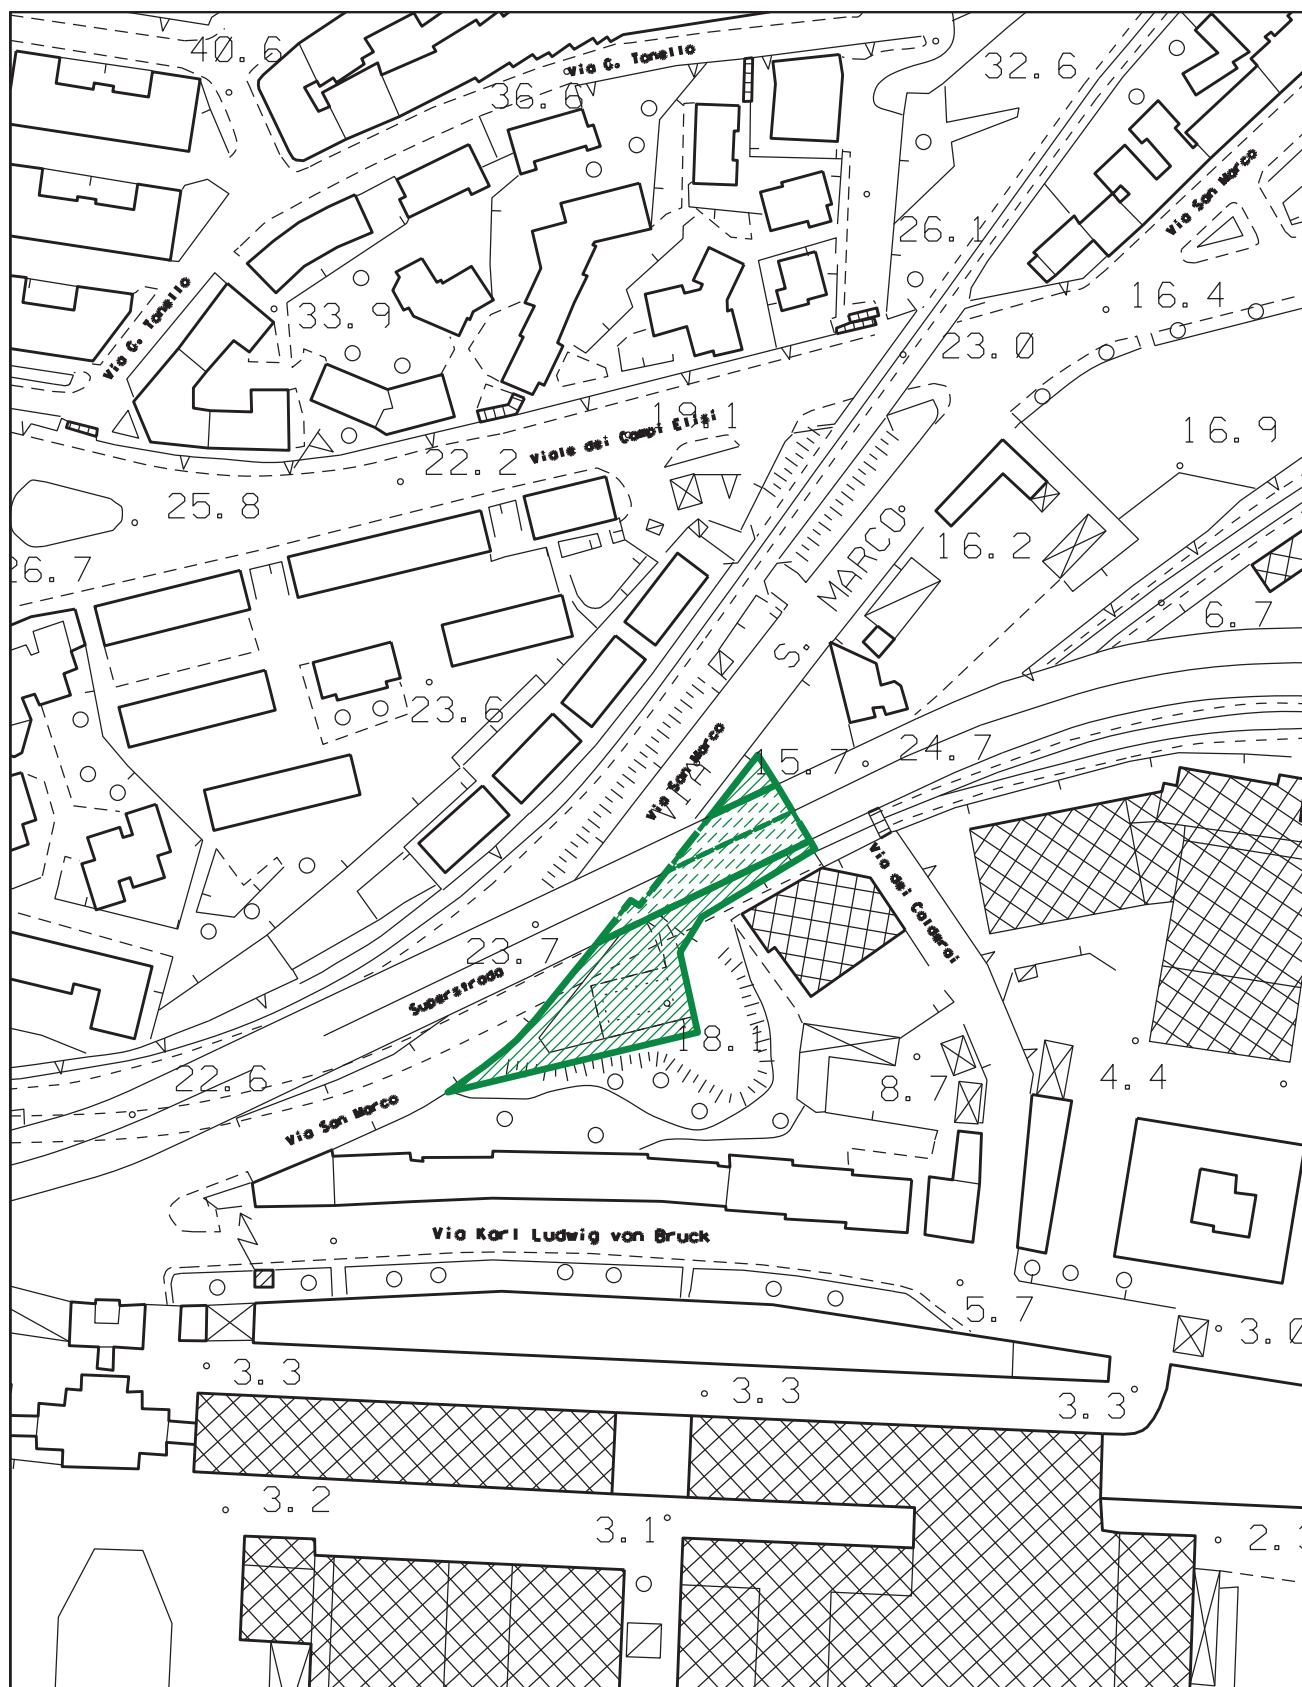 40.6
Via G. Tonello
32.6
36.6
Via San Marco
26.1
16.4
Via G. Tonello
33.9
23.0
19.1
Viale dei Campi Elisi
16.9
22.2
25.8
MARCO
16.2
26.7
6.7
S.
23.6
Via San Marco
15.7
24.7
VIA
Via dei Calderai
23.7
Superstrada
18.1
22.6
8.7
4.4
Via San Marco
Via Karl Ludwig von Bruck
5.7
3.0
3.3
3.3
3.3
3.2
3.1